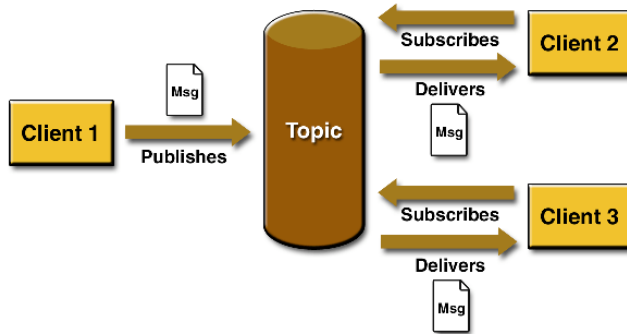 Client 1
Msg
Publishes
Topic
Subscribes
Delivers
Msg
Client 2
Subscribes
Delivers
Msg
Client 3